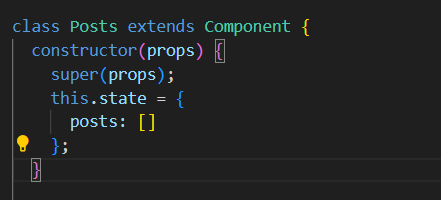 class Posts extends Component {
constructor(props) {
super(props);
this.state = {
posts: []
};
}